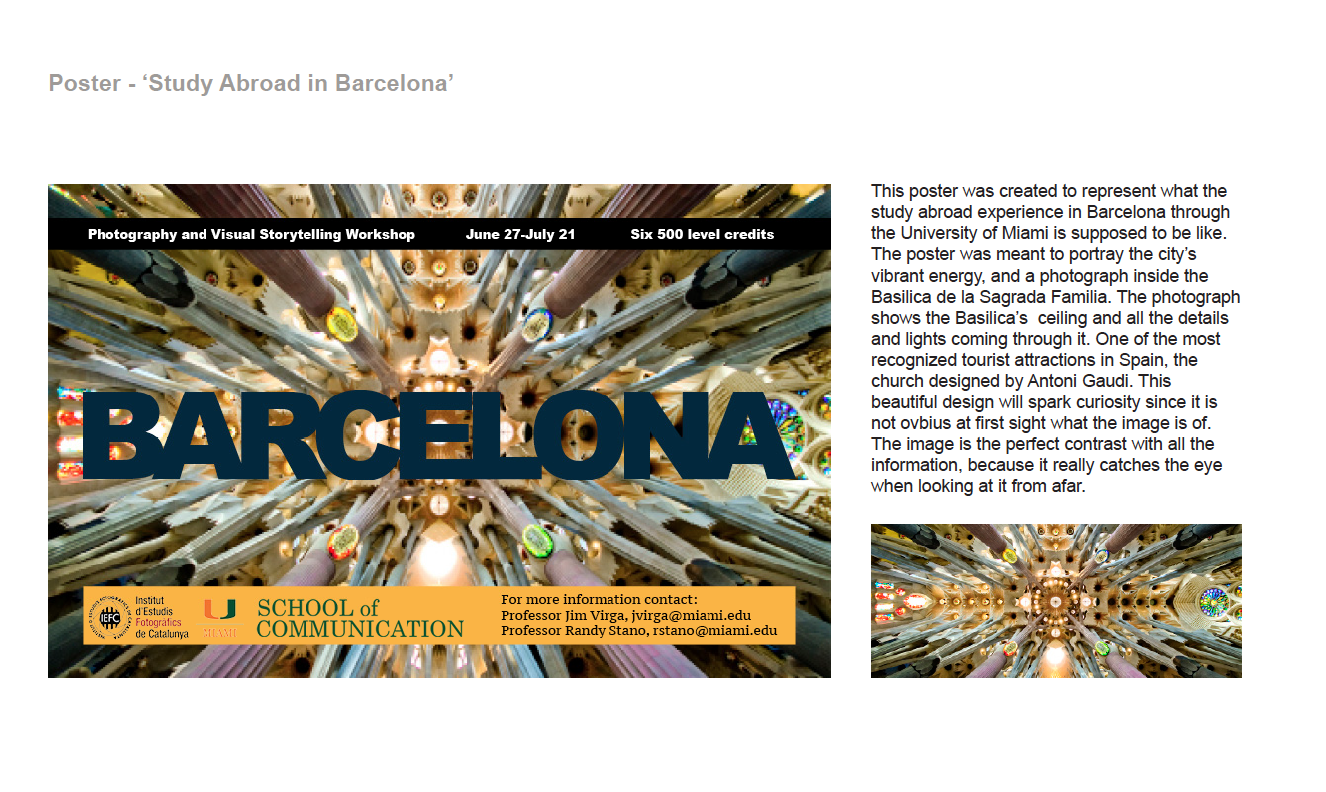 Poster - ‘Study Abroad in Barcelona’
Photography and Visual Storytelling Workshop June 27-July 21 Six 500 level credits
BARCELONA
IEFC
Institut
d'Estudis
Fotogràfics
de Catalunya
U
MIAMI
SCHOOL of
COMMUNICATION
For more information contact:
Professor Jim Virga, jvirga@miami.edu
Professor Randy Stano, rstano@miami.edu
This poster was created to represent what the
study abroad experience in Barcelona through
the University of Miami is supposed to be like.
The poster was meant to portray the city’s
vibrant energy, and a photograph inside the
Basilica de la Sagrada Familia. The photograph
shows the Basilica’s  ceiling and all the details
and lights coming through it. One of the most
recognized tourist attractions in Spain, the
church designed by Antoni Gaudi. This
beautiful design will spark curiosity since it is
not ovbius at first sight what the image is of.
The image is the perfect contrast with all the
information, because it really catches the eye
when looking at it from afar.